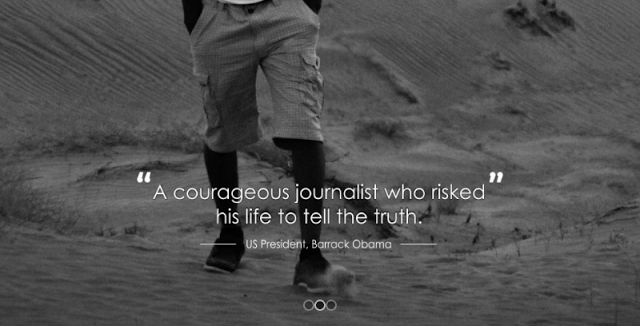 “A courageous journalist who risked”
his life to tell the truth.
US President, Barrack Obama